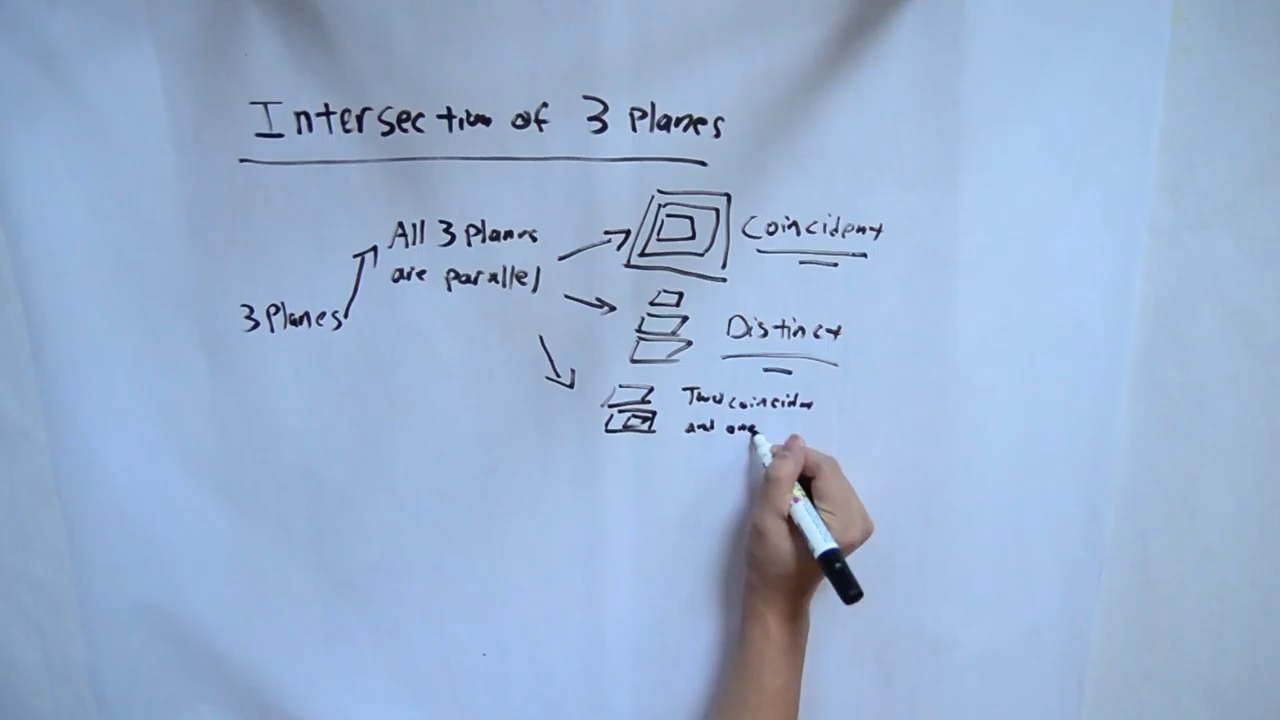 Intersection of 3 Planes
All 3 Planes
are parallel
3 Planes
Coincident
Distinct
Two coincident
and one